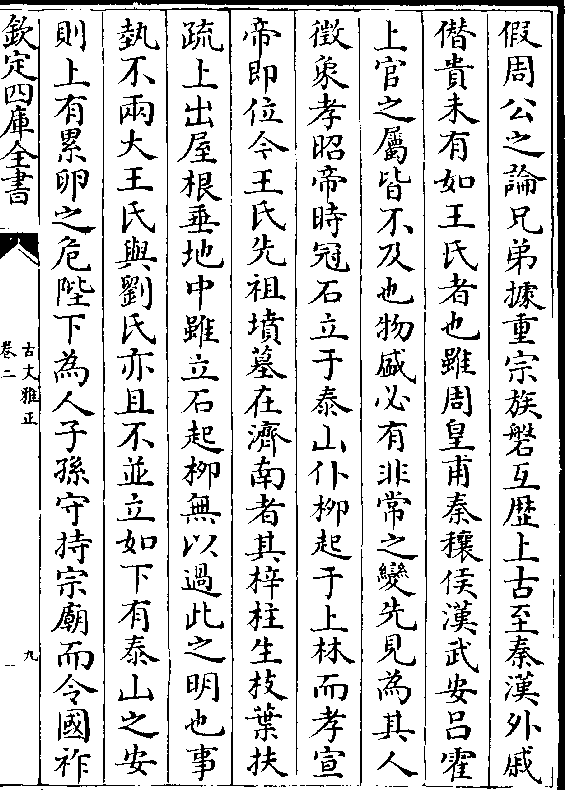 假周公之論兄弟據重宗族磐互歴上古至秦漢外戚
僣貴未有如王氏者也雖周皇甫秦穰侯漢武安吕霍
上官之屬皆不及也物盛必有非常之變先見為其人
徵象孝昭帝時冠石立于泰山仆栁起于上林而孝宣
帝即位今王氏先祖墳墓在濟南者其梓柱生枝葉扶
疏上出屋根垂地中雖立石起栁無以過此之明也事
埶不兩大王氏與劉氏亦且不並立如下有泰山之安
則上有累卵之危陛下為人子孫守持宗廟而令國祚
欽定四庫全書
古文雅正
卷二
九